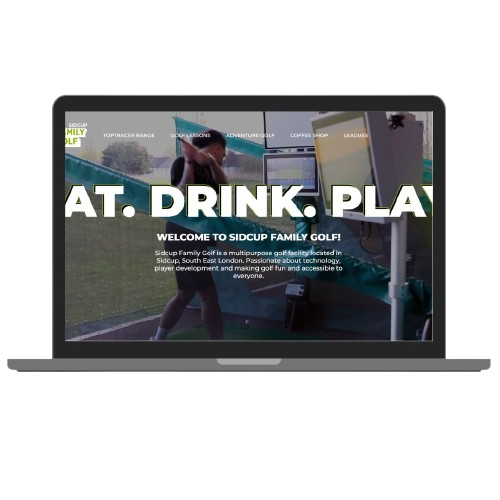 SIDCUP
AMILY
OLF
TOPTRACER RANGE GOLF LESSONS ADVENTURE GOLF COFFEE SHOP LEAGUES
AT. DRINK. PLAY
WELCOME TO SIDCUP FAMILY GOLF!
Sidcup Family Golf is a multipurpose golf facility located in
Sidcup, South East London. Passionate about technology,
player development and making golf fun and accessible to
everyone.